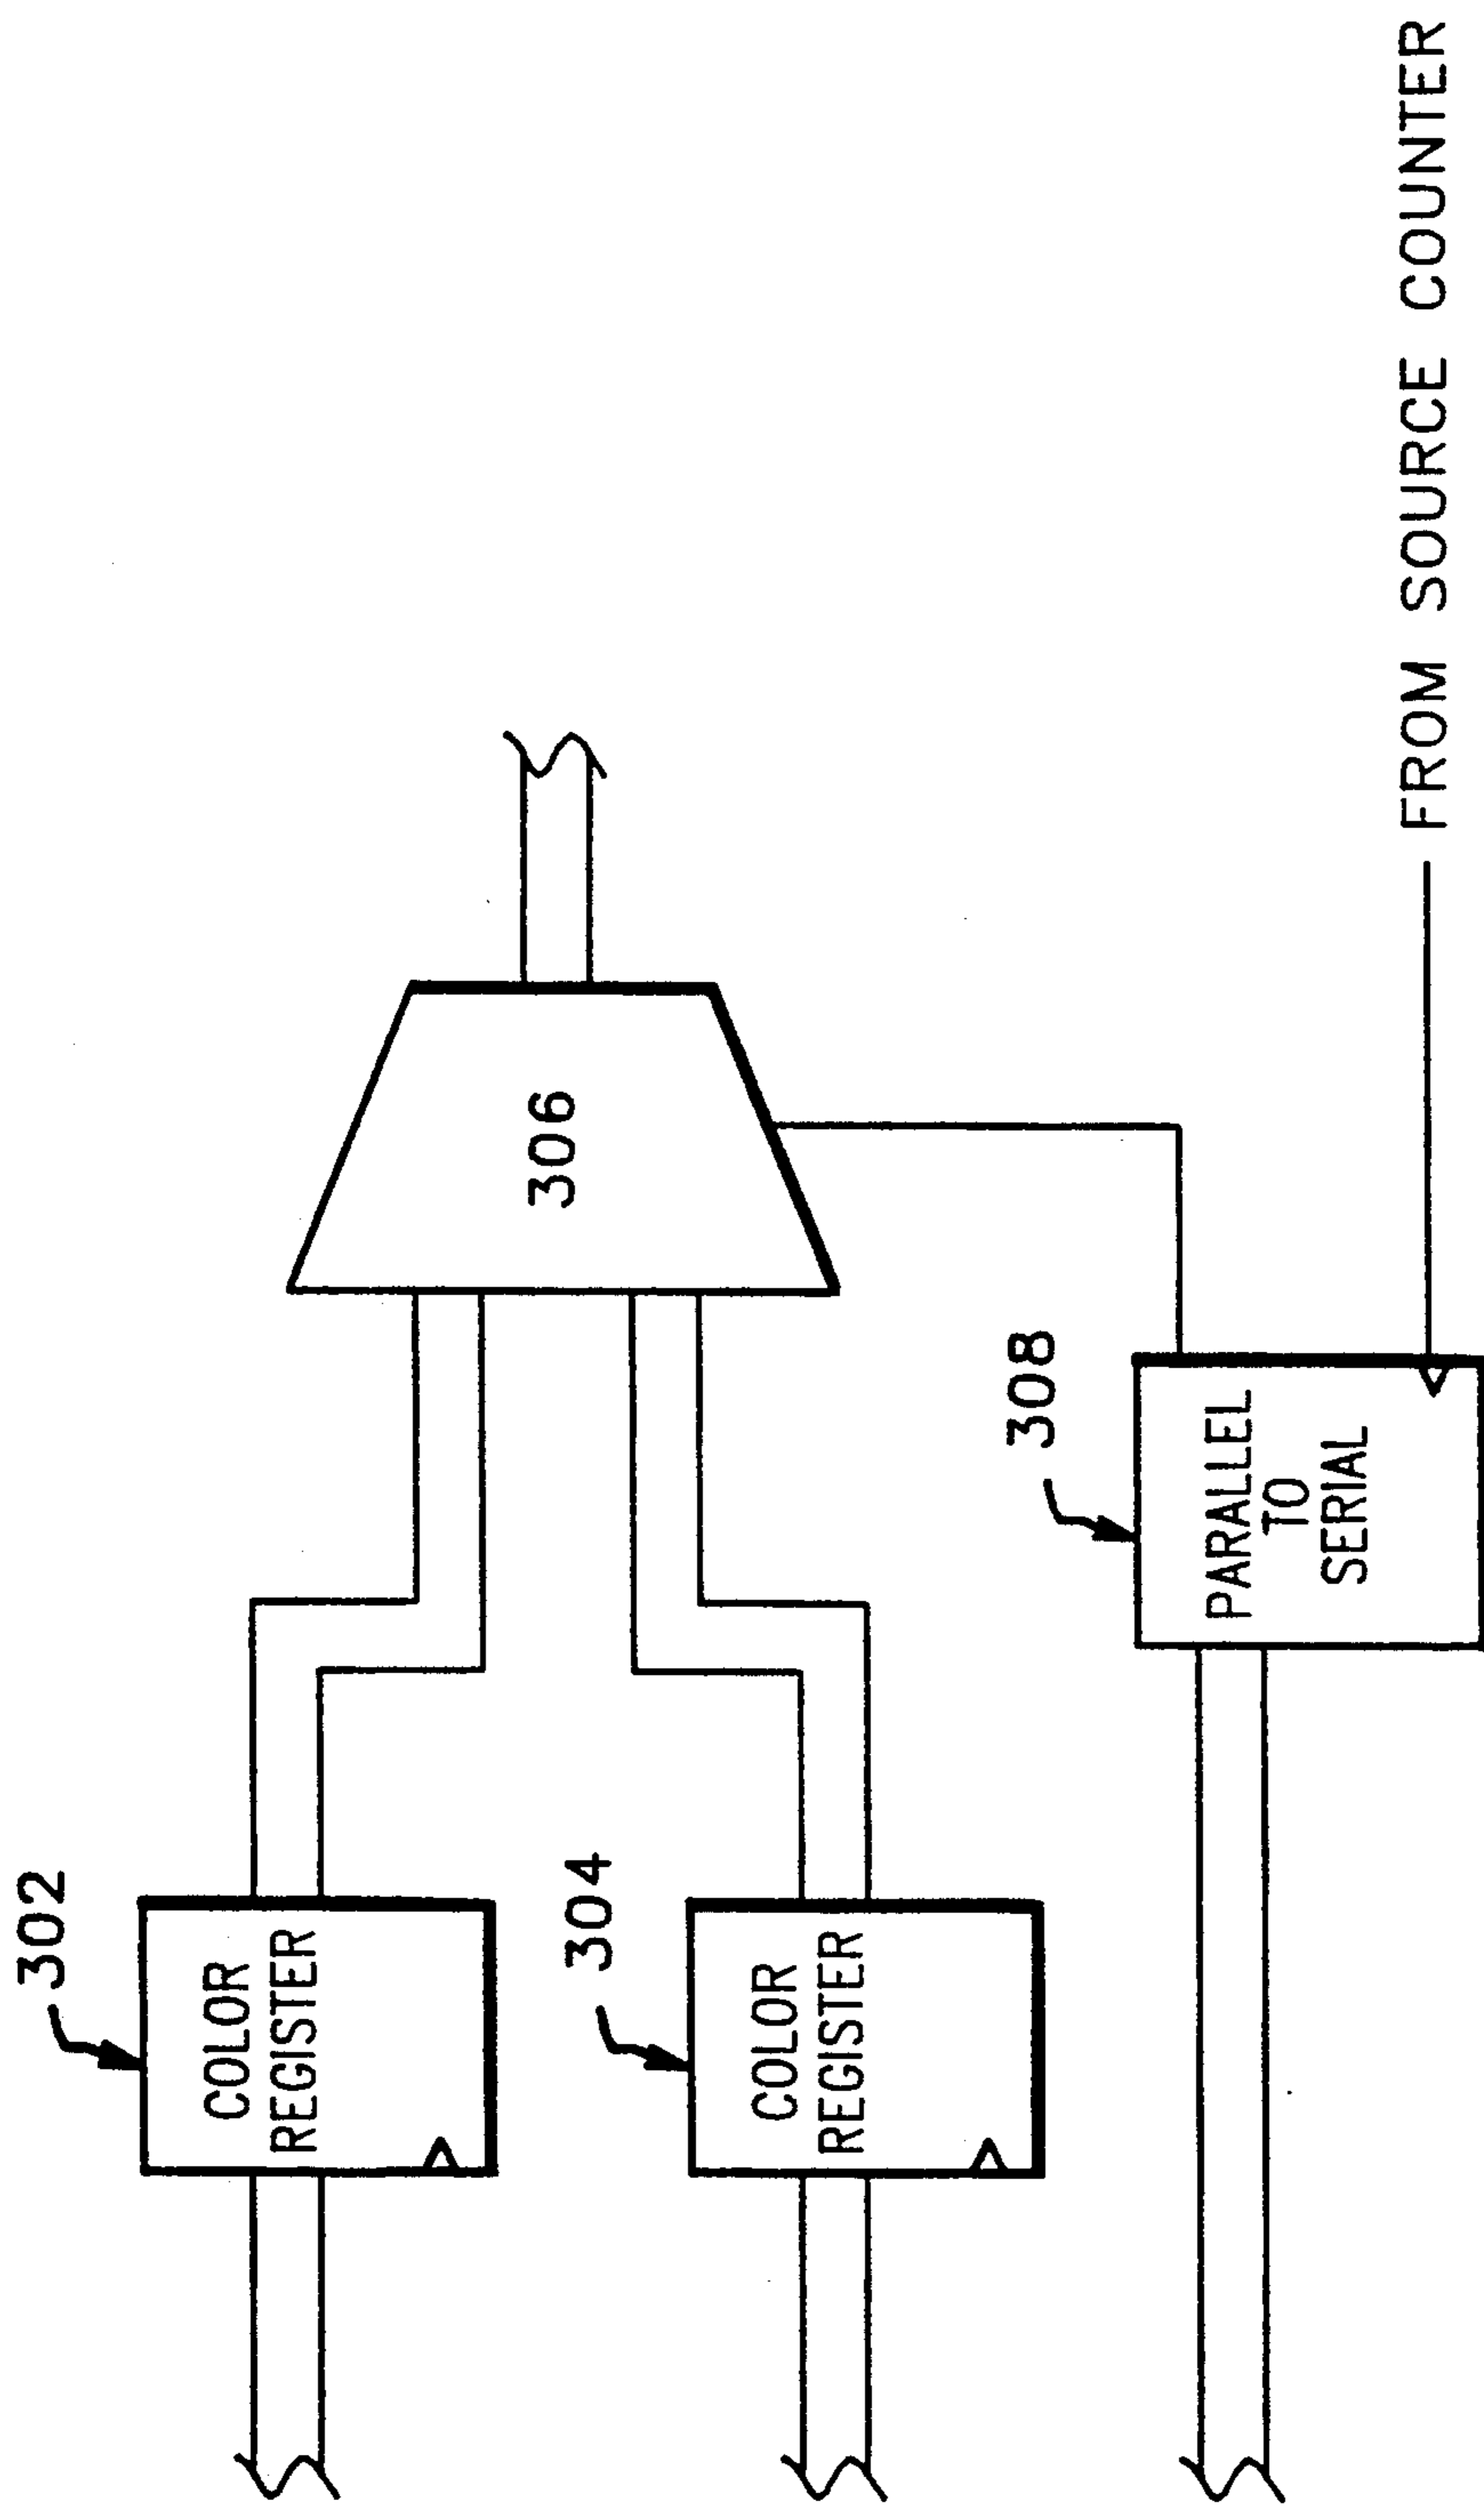 302
COLOR
REGISTER
304
COLOR
REGISTER
306
308
PARALLEL
TO
SERIAL
FROM SOURCE COUNTER